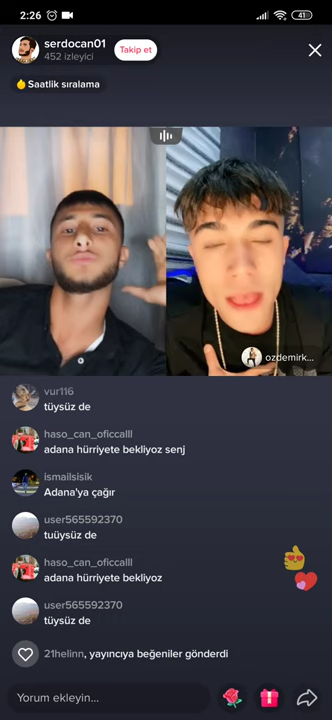 2:26
41
serdocan01
452 izleyici
Takip et
Saatlik sıralama
ozdemirk...
vur116
tüysüz de
haso_can_oficcalll
adana hürriyete bekliyoz senj
ismailsisik
Adana'ya çağır
user565592370
tuüysüz de
haso_can_oficcalll
adana hürriyete bekliyoz
user565592370
tüysüz de
21helinn, yayıncıya beğeniler gönderdi
Yorum ekleyin...